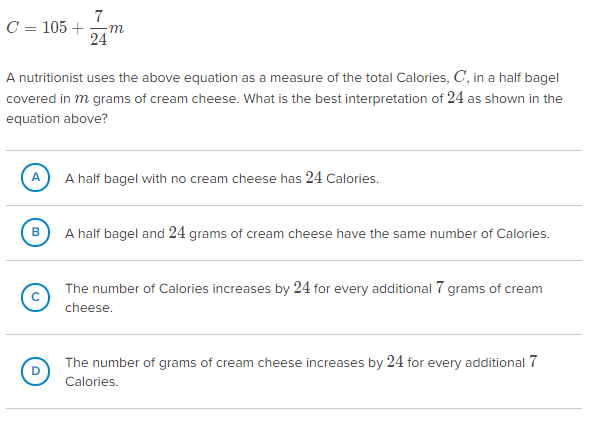 C = 105 + 7/24 m
A nutritionist uses the above equation as a measure of the total Calories, C, in a half bagel
covered in m grams of cream cheese. What is the best interpretation of 24 as shown in the
equation above?
A A half bagel with no cream cheese has 24 Calories.
B A half bagel and 24 grams of cream cheese have the same number of Calories.
C The number of Calories increases by 24 for every additional 7 grams of cream
cheese.
D The number of grams of cream cheese increases by 24 for every additional 7
Calories.